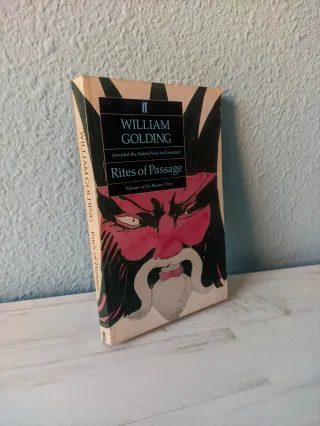 ff
WILLIAM
GOLDING
Awarded the Nobel Prize for Literature
Rites of Passage
Winner of the Booker Prize
WILLIAM GOLDING Rites of Passage
ff